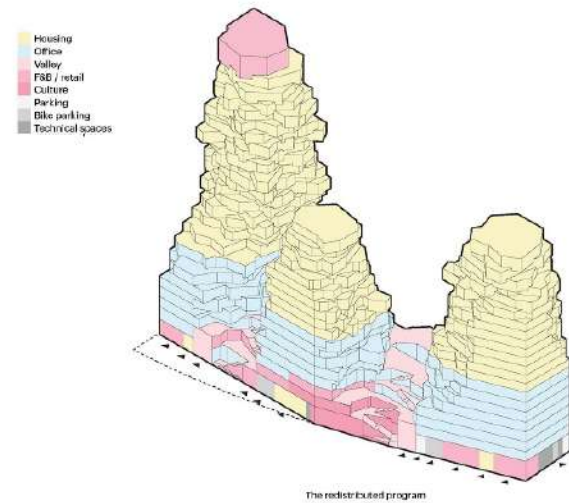 Housing
Office
Valley
F&B / retail
Culture
Parking
Bike parking
Technical spaces
The redistributed program